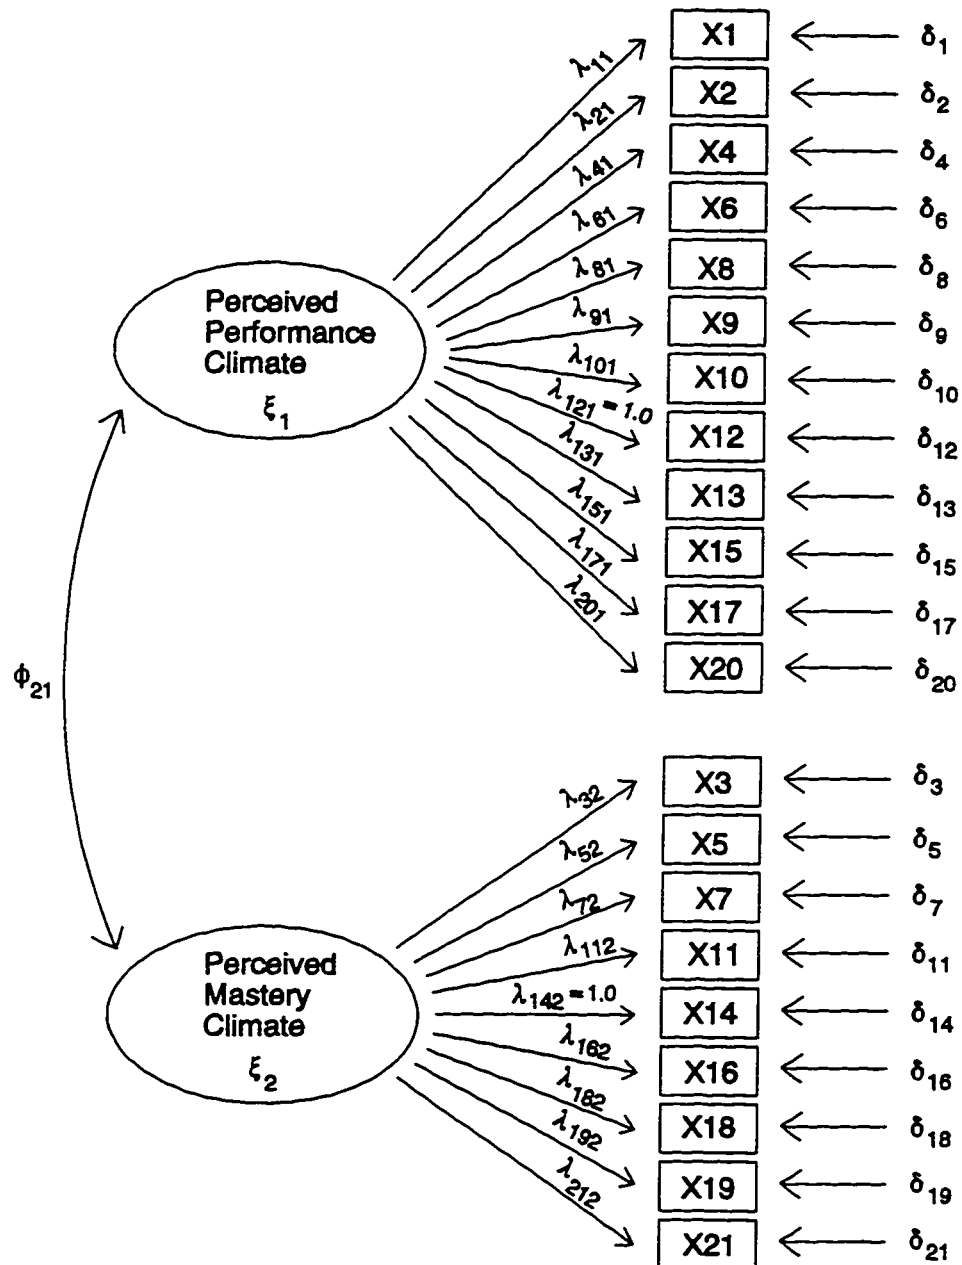 λ₁₁ X1 δ₁
λ₂₁ X2 δ₂
λ₄₁ X4 δ₄
λ₆₁ X6 δ₆
λ₈₁ X8 δ₈
λ₉₁ X9 δ₉
λ₁₀₁ X10 δ₁₀
λ₁₂₁ = 1.0 X12 δ₁₂
λ₁₃₁ X13 δ₁₃
λ₁₅₁ X15 δ₁₅
λ₁₇₁ X17 δ₁₇
λ₂₀₁ X20 δ₂₀
Perceived
Performance
Climate
ξ₁
ϕ₂₁
λ₃₂ X3 δ₃
λ₅₂ X5 δ₅
λ₇₂ X7 δ₇
λ₁₁₂ X11 δ₁₁
λ₁₄₂ = 1.0 X14 δ₁₄
λ₁₆₂ X16 δ₁₆
λ₁₈₂ X18 δ₁₈
λ₁₉₂ X19 δ₁₉
λ₂₁₂ X21 δ₂₁
Perceived
Mastery
Climate
ξ₂